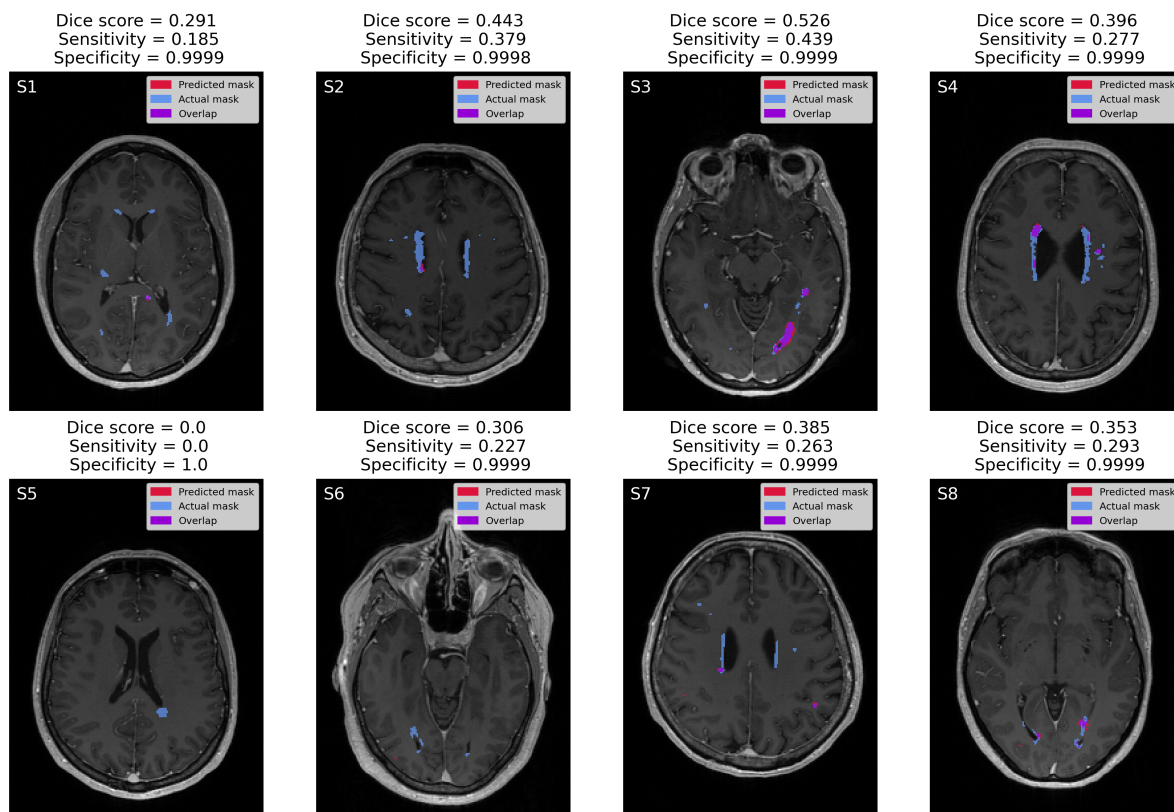 Dice score = 0.291
Sensitivity = 0.185
Specificity = 0.9999
S1
Predicted mask
Actual mask
Overlap
Dice score = 0.443
Sensitivity = 0.379
Specificity = 0.9998
S2
Predicted mask
Actual mask
Overlap
Dice score = 0.526
Sensitivity = 0.439
Specificity = 0.9999
S3
Predicted mask
Actual mask
Overlap
Dice score = 0.396
Sensitivity = 0.277
Specificity = 0.9999
S4
Predicted mask
Actual mask
Overlap
Dice score = 0.0
Sensitivity = 0.0
Specificity = 1.0
S5
Predicted mask
Actual mask
Overlap
Dice score = 0.306
Sensitivity = 0.227
Specificity = 0.9999
S6
Predicted mask
Actual mask
Overlap
Dice score = 0.385
Sensitivity = 0.263
Specificity = 0.9999
S7
Predicted mask
Actual mask
Overlap
Dice score = 0.353
Sensitivity = 0.293
Specificity = 0.9999
S8
Predicted mask
Actual mask
Overlap